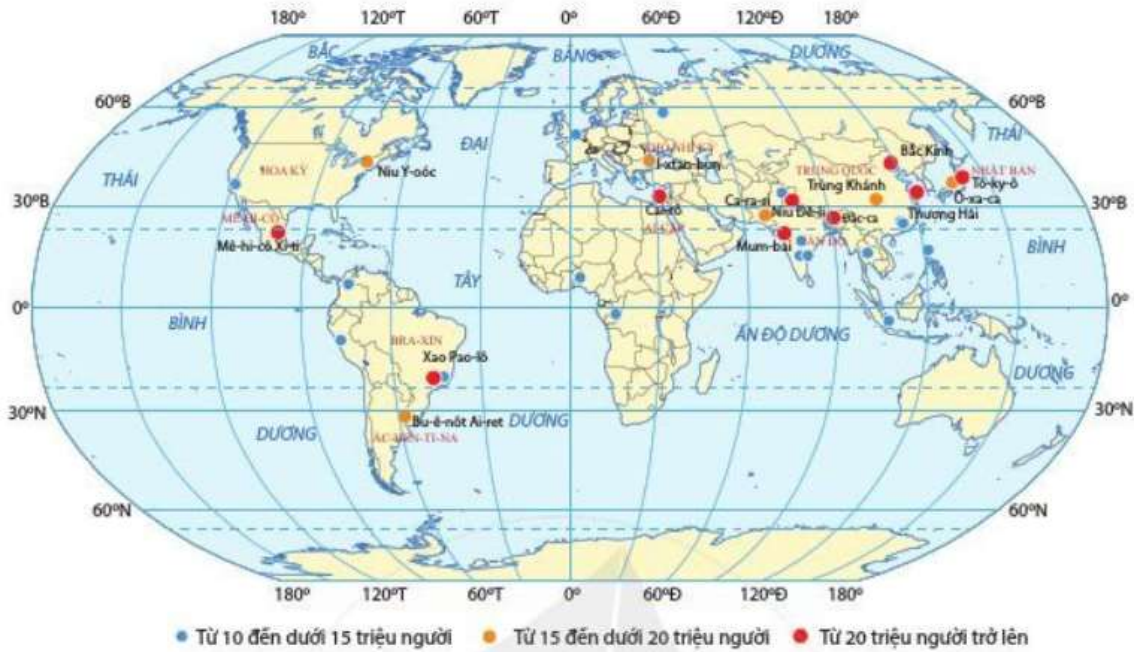 180° 120°T 60°T 0° 60°Đ 120°Đ 180°
BẮC BĂNG DƯƠNG
60°B 60°B
ĐẠI THÁI
THỔ NHĨ KỲ
I-xtan-bun
Bắc Kinh
HOA KỲ
Niu Y-oóc
TRUNG QUỐC NHẬT BẢN
THÁI Trùng Khánh Tô-ky-ô
30°B Ca-ra-si Ô-xa-ca 30°B
MÊ-HI-CÔ Cai-rô Niu Đê-li Thượng Hải
AI CẬP Đắc-ca
Mê-hi-cô Xi-ti Mum-bai ẤN ĐỘ BÌNH
TÂY
0° 0°
BÌNH ẤN ĐỘ DƯƠNG
BRA-XIN
Xao Pao-lô
DƯƠNG
30°N 30°N
Bu-ê-nốt Ai-ret
DƯƠNG DƯƠNG
AC-HEN-TI-NA
60°N 60°N
180° 120°T 60°T 0° 60°Đ 120°Đ 180°
Từ 10 đến dưới 15 triệu người Từ 15 đến dưới 20 triệu người Từ 20 triệu người trở lên